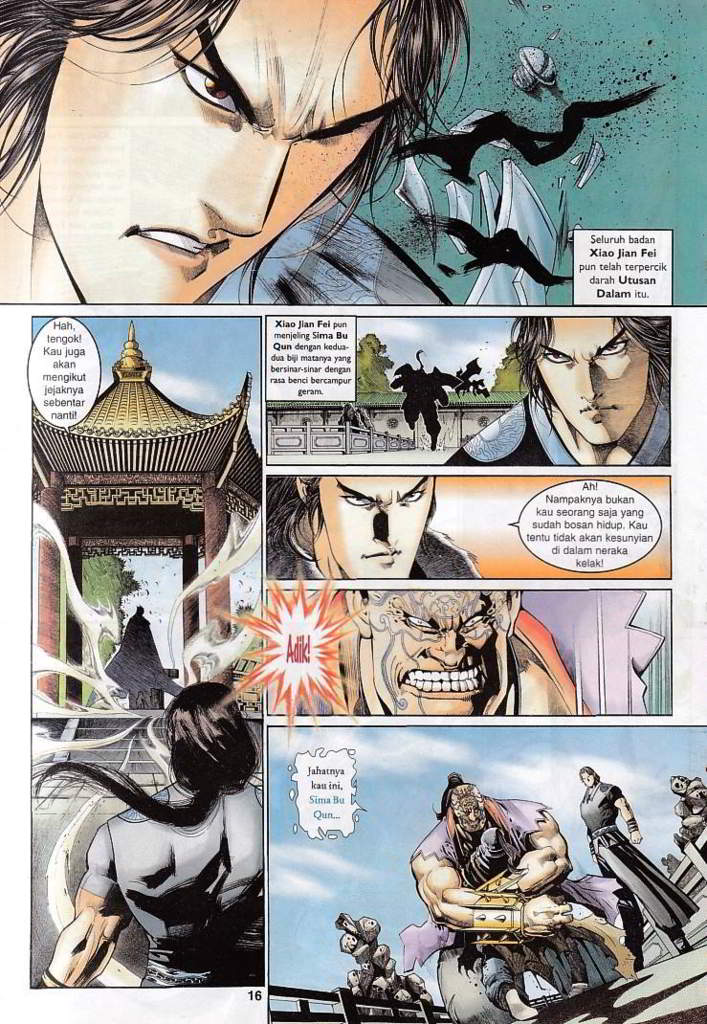 Seluruh badan
Xiao Jian Fei
pun telah terpercik
darah Utusan
Dalam itu.
Hah,
tengok!
Kau juga
akan
mengikut
jejaknya
sebentar
nanti!
Xiao Jian Fei pun
menjeling Sima Bu
Qun dengan kedua-
dua biji matanya yang
bersinar-sinar dengan
rasa benci bercampur
geram.
Ah!
Nampaknya bukan
kau seorang saja yang
sudah bosan hidup. Kau
tentu tidak akan kesunyian
di dalam neraka
kelak!
Adik!
Jahatnya
kau ini,
Sima Bu
Qun...
16